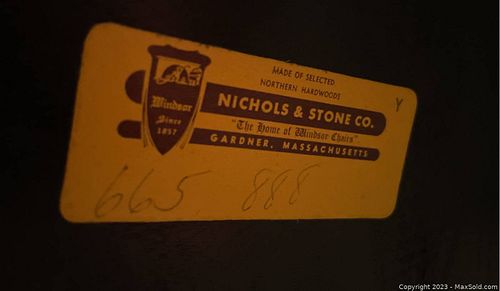 MADE OF SELECTED
NORTHERN HARDWOODS
Y
Windsor
Since
1857
NICHOLS & STONE CO.
"The Home of Windsor Chairs"
GARDNER, MASSACHUSETTS
665 888
Copyright 2023 - MaxSold.com